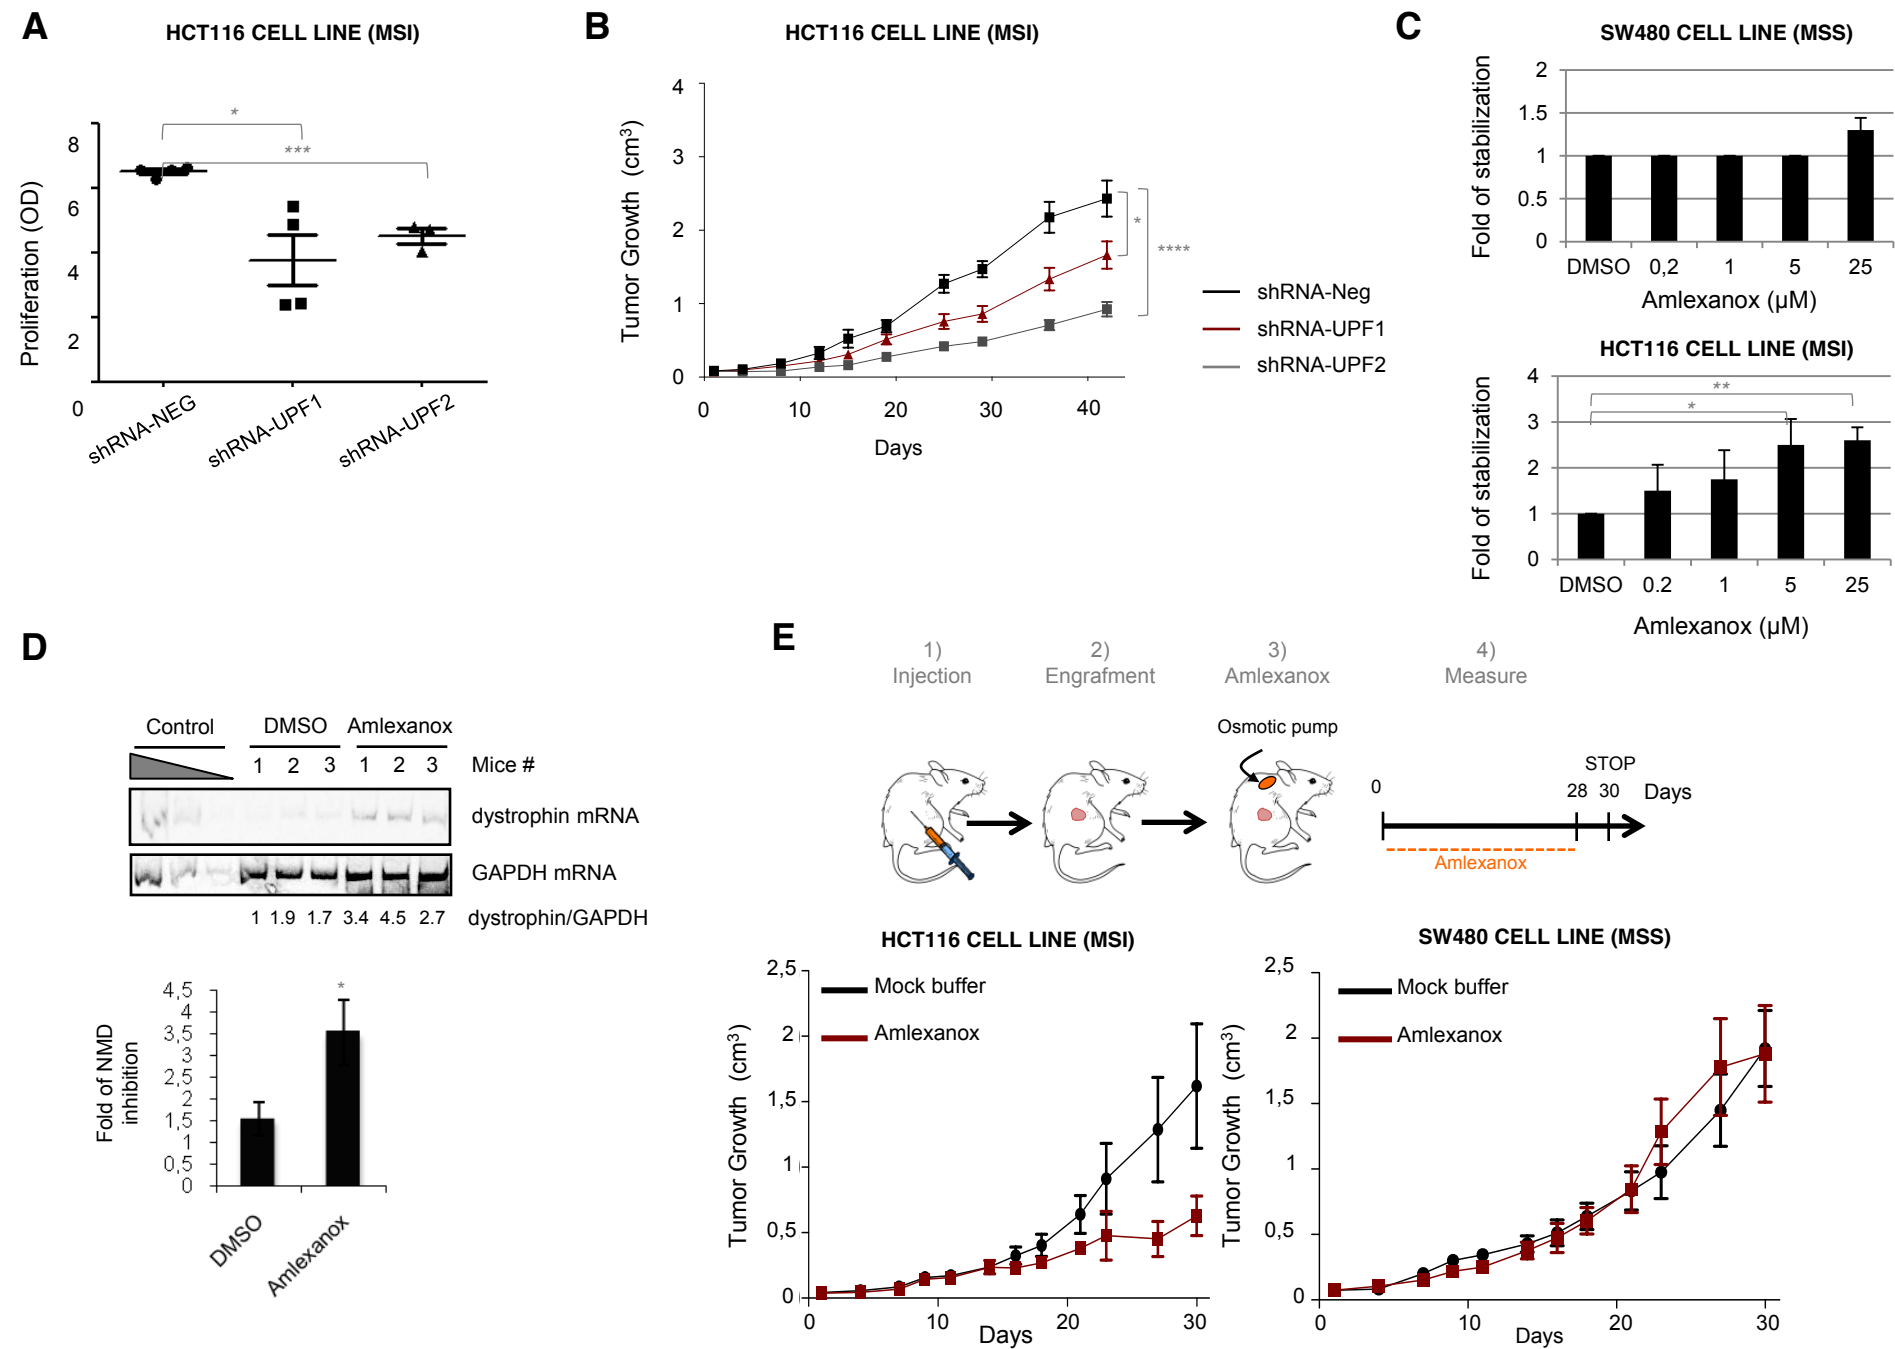 A
HCT116 CELL LINE (MSI)
*
***
8
6
4
2
0
Proliferation (OD)
shRNA-NEG
shRNA-UPF1
shRNA-UPF2
B
HCT116 CELL LINE (MSI)
4
3
2
1
0
Tumor Growth (cm3)
*
****
0
10
20
30
40
Days
shRNA-Neg
shRNA-UPF1
shRNA-UPF2
C
SW480 CELL LINE (MSS)
Fold of stabilization
2
1.5
1
0.5
0
DMSO 0,2 1 5 25
Amlexanox (µM)
HCT116 CELL LINE (MSI)
Fold of stabilization
4
3
2
1
0
**
*
DMSO 0.2 1 5 25
Amlexanox (µM)
D
Control DMSO Amlexanox
1 2 3 1 2 3 Mice #
dystrophin mRNA
GAPDH mRNA
1 1.9 1.7 3.4 4.5 2.7 dystrophin/GAPDH
Fold of NMD
inhibition
4,5
4
3,5
3
2,5
2
1,5
1
0,5
0
*
DMSO
Amlexanox
E
1) 2) 3) 4)
Injection Engrafment Amlexanox Measure
Osmotic pump
STOP
0 28 30 Days
Amlexanox
HCT116 CELL LINE (MSI)
Mock buffer
Amlexanox
Tumor Growth (cm3)
2,5
2
1,5
1
0,5
0
0 10 20 30
Days
SW480 CELL LINE (MSS)
Mock buffer
Amlexanox
Tumor Growth (cm3)
2,5
2
1,5
1
0,5
0
0 10 20 30
Days